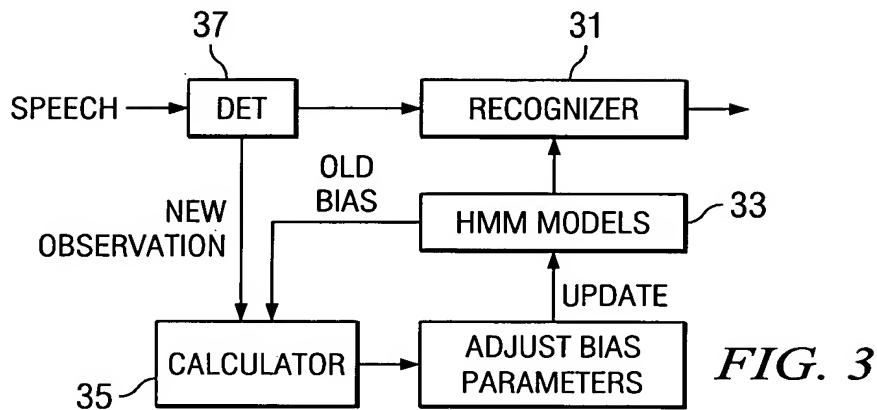 37
31
SPEECH
DET
RECOGNIZER
OLD
BIAS
NEW
OBSERVATION
HMM MODELS
33
UPDATE
CALCULATOR
35
ADJUST BIAS
PARAMETERS
FIG. 3